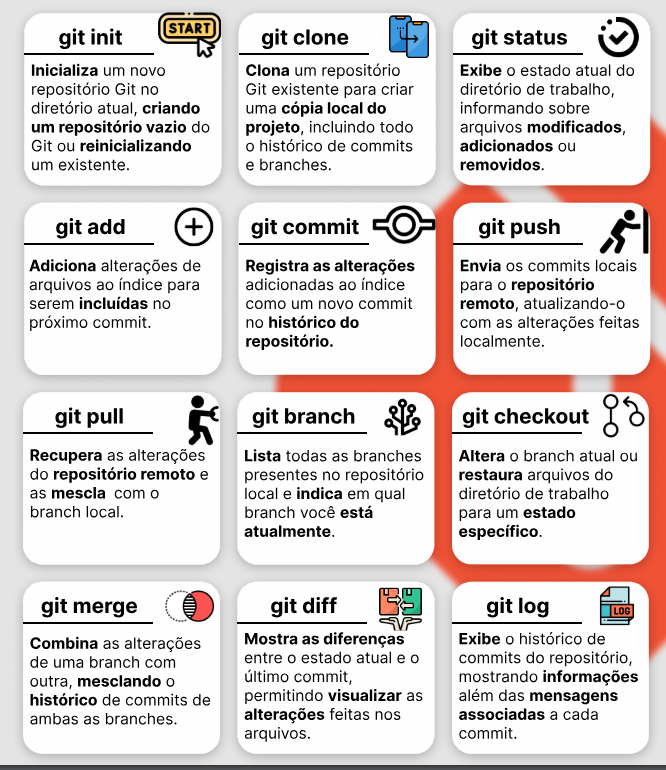 git init
START
Inicializa um novo
repositório Git no
diretório atual, criando
um repositório vazio do
Git ou reinicializando
um existente.
git clone
Clona um repositório
Git existente para criar
uma cópia local do
projeto, incluindo todo
o histórico de commits
e branches.
git status
Exibe o estado atual do
diretório de trabalho,
informando sobre
arquivos modificados,
adicionados ou
removidos.
git add
Adiciona alterações de
arquivos ao índice para
serem incluídas no
próximo commit.
git commit
Registra as alterações
adicionadas ao índice
como um novo commit
no histórico do
repositório.
git push
Envia os commits locais
para o repositório
remoto, atualizando-o
com as alterações feitas
localmente.
git pull
Recupera as alterações
do repositório remoto e
as mescla com o
branch local.
git branch
Lista todas as branches
presentes no repositório
local e indica em qual
branch você está
atualmente.
git checkout
Altera o branch atual ou
restaura arquivos do
diretório de trabalho
para um estado
específico.
git merge
Combina as alterações
de uma branch com
outra, mesclando o
histórico de commits de
ambas as branches.
git diff
Mostra as diferenças
entre o estado atual e o
último commit,
permitindo visualizar as
alterações feitas nos
arquivos.
git log
LOG
Exibe o histórico de
commits do repositório,
mostrando informações
além das mensagens
associadas a cada
commit.